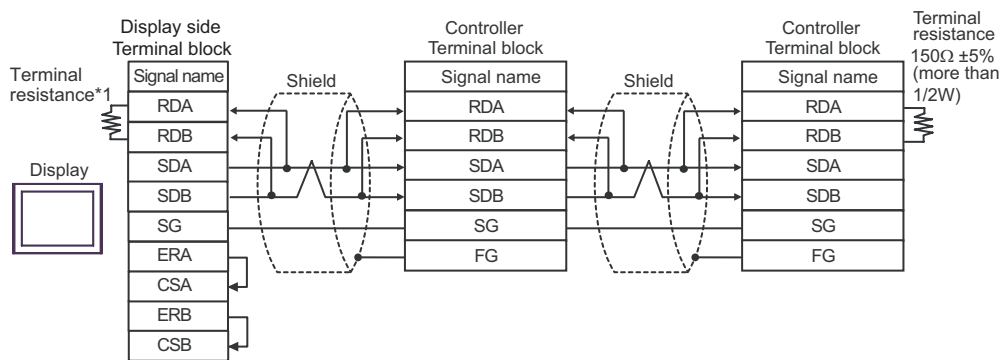 Display side
Terminal block
Controller
Terminal block
Controller
Terminal block
Terminal
resistance
150Ω ±5%
(more than
1/2W)
Terminal
resistance*1
Signal name
RDA
RDB
SDA
SDB
SG
ERA
CSA
ERB
CSB
Display
Shield
Signal name
RDA
RDB
SDA
SDB
SG
FG
Shield
Signal name
RDA
RDB
SDA
SDB
SG
FG